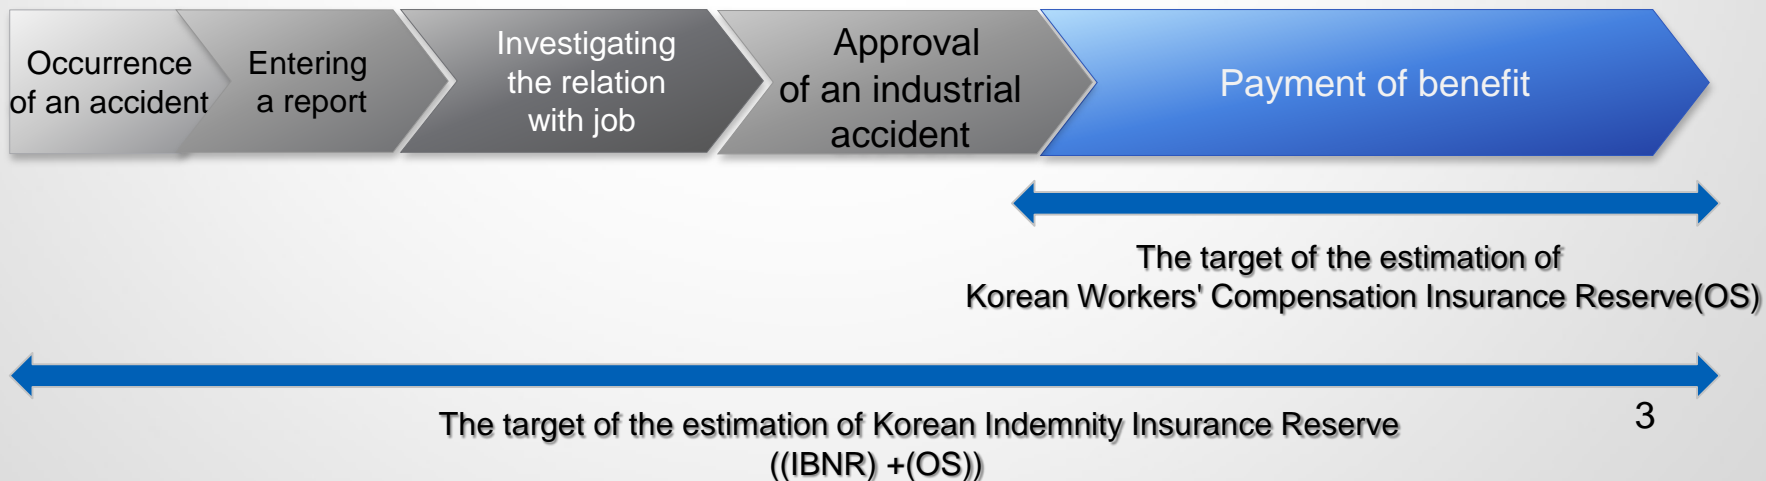 Occurrence
of an accident
Entering
a report
Investigating
the relation
with job
Approval
of an industrial
accident
Payment of benefit
The target of the estimation of
Korean Workers' Compensation Insurance Reserve(OS)
The target of the estimation of Korean Indemnity Insurance Reserve
((IBNR) +(OS))
3